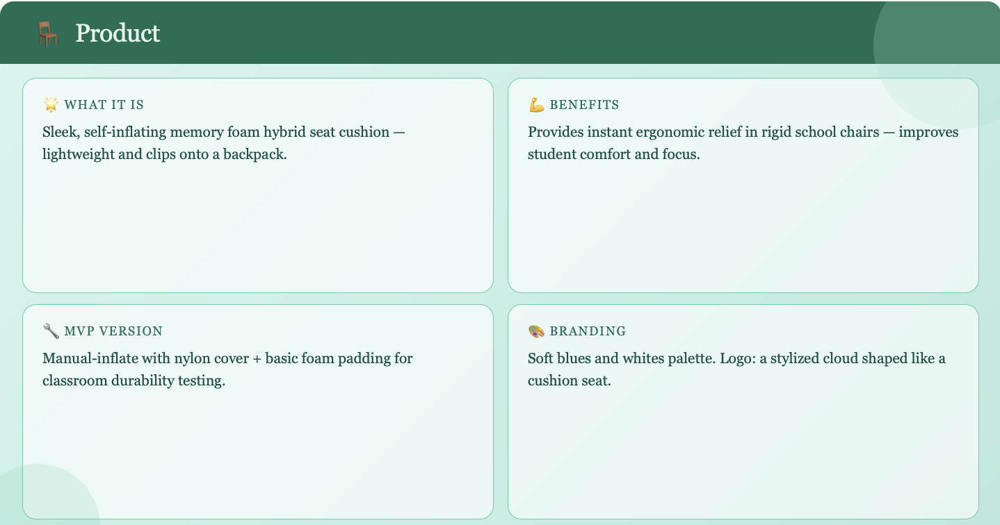 Product
WHAT IT IS
Sleek, self-inflating memory foam hybrid seat cushion —
lightweight and clips onto a backpack.
BENEFITS
Provides instant ergonomic relief in rigid school chairs — improves
student comfort and focus.
MVP VERSION
Manual-inflate with nylon cover + basic foam padding for
classroom durability testing.
BRANDING
Soft blues and whites palette. Logo: a stylized cloud shaped like a
cushion seat.